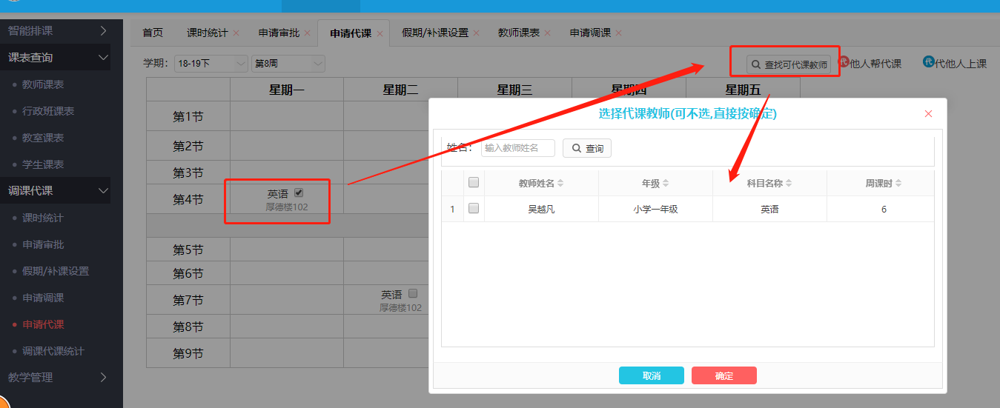 智能排课
课表查询
教师课表
行政班课表
教室课表
学生课表
调课代课
课时统计
申请审批
假期/补课设置
申请调课
申请代课
调课代课统计
教学管理
首页 课时统计 × 申请审批 × 申请代课 × 假期/补课设置 × 教师课表 × 申请调课 ×
学期: 18-19下 第8周 查找可代课教师 代 他人帮代课 代 代他人上课
星期一 星期二 星期三 星期四 星期五
第1节
第2节
第3节
第4节 英语
厚德楼102
第5节
第6节
第7节 英语
厚德楼102
第8节
第9节
选择代课教师(可不选,直接按确定) ×
姓名: 输入教师姓名 查询
教师姓名 年级 科目名称 周课时
1 吴越凡 小学一年级 英语 6
取消 确定